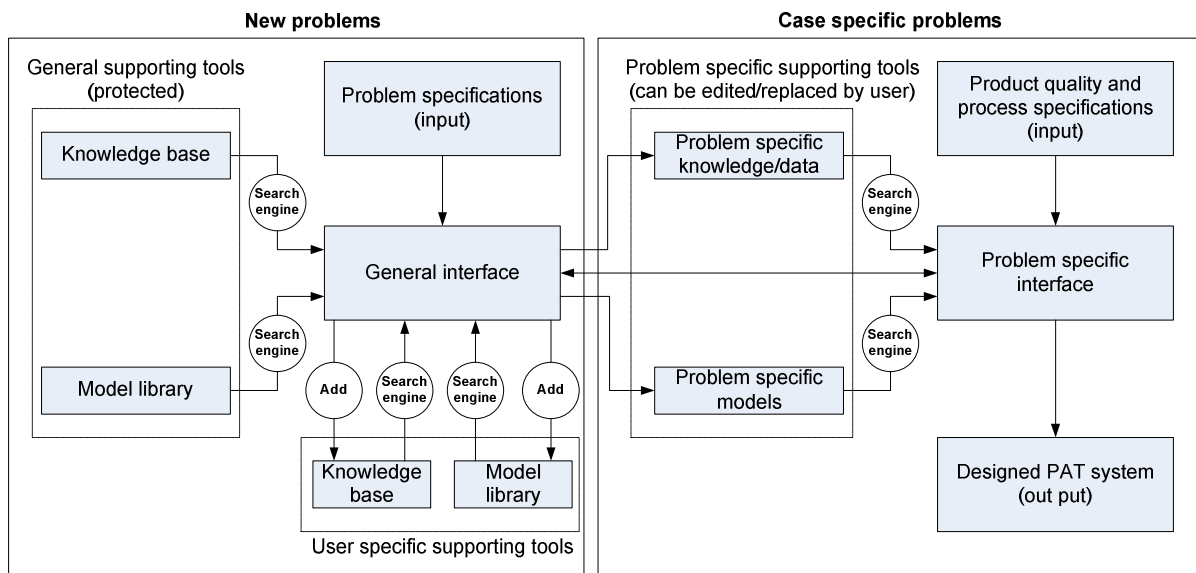 New problems
General supporting tools
(protected)
Knowledge base
Search
engine
Model library
Search
engine
Problem specifications
(input)
General interface
Add
Search
engine
Search
engine
Add
Knowledge
base
Model
library
User specific supporting tools
Case specific problems
Problem specific supporting tools
(can be edited/replaced by user)
Problem specific
knowledge/data
Search
engine
Problem specific
models
Search
engine
Product quality and
process specifications
(input)
Problem specific
interface
Designed PAT system
(out put)